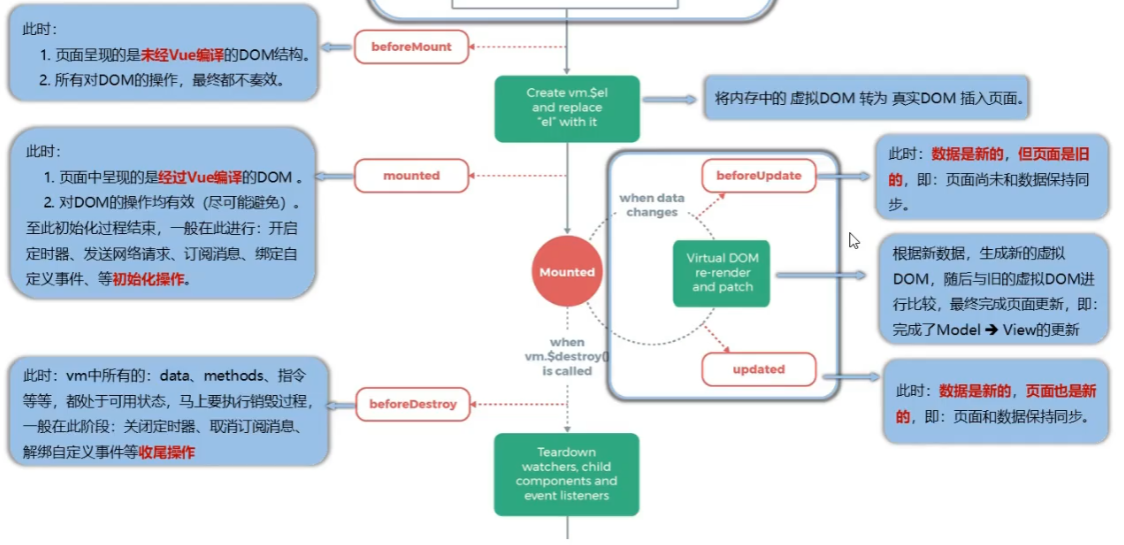 此时：
1. 页面呈现的是未经Vue编译的DOM结构。
2. 所有对DOM的操作，最终都不奏效。
beforeMount
Create vm.$el
and replace
"el" with it
将内存中的 虚拟DOM 转为 真实DOM 插入页面。
此时：
1. 页面中呈现的是经过Vue编译的DOM 。
2. 对DOM的操作均有效（尽可能避免）。
至此初始化过程结束，一般在此进行：开启
定时器、发送网络请求、订阅消息、绑定自
定义事件、等初始化操作。
mounted
Mounted
when data
changes
beforeUpdate
此时：数据是新的，但页面是旧
的，即：页面尚未和数据保持同
步。
Virtual DOM
re-render
and patch
根据新数据，生成新的虚拟
DOM，随后与旧的虚拟DOM进
行比较，最终完成页面更新，即：
完成了Model ➔ View的更新
updated
此时：数据是新的，页面也是新
的，即：页面和数据保持同步。
when
vm.$destroy()
is called
此时：vm中所有的：data、methods、指令
等等，都处于可用状态，马上要执行销毁过程，
一般在此阶段：关闭定时器、取消订阅消息、
解绑自定义事件等收尾操作
beforeDestroy
Teardown
watchers, child
components and
event listeners